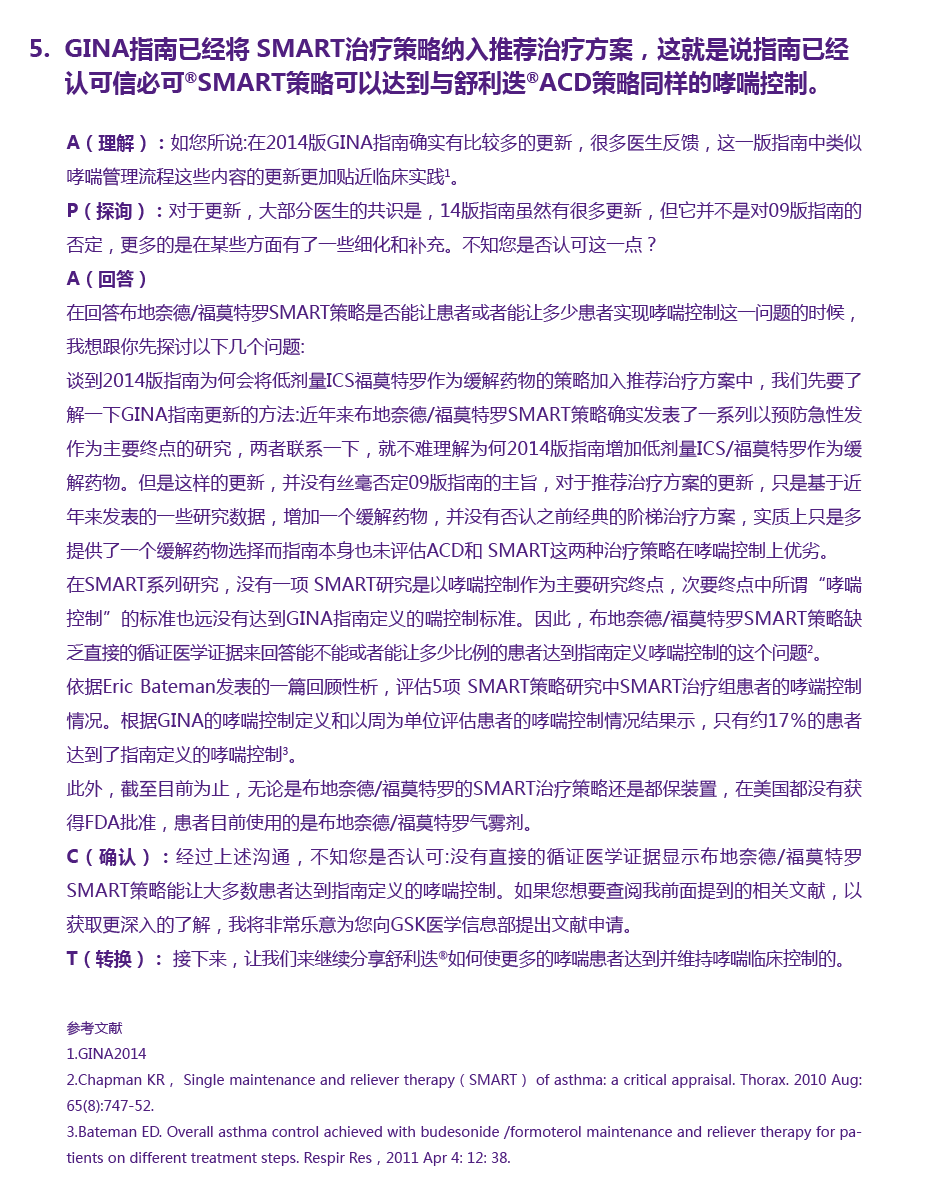 5. GINA指南已经将 SMART治疗策略纳入推荐治疗方案，这就是说指南已经
认可信必可®SMART策略可以达到与舒利迭®ACD策略同样的哮喘控制。
A（理解）：如您所说:在2014版GINA指南确实有比较多的更新，很多医生反馈，这一版指南中类似
哮喘管理流程这些内容的更新更加贴近临床实践¹。
P（探询）：对于更新，大部分医生的共识是，14版指南虽然有很多更新，但它并不是对09版指南的
否定，更多的是在某些方面有了一些细化和补充。不知您是否认可这一点？
A（回答）
在回答布地奈德/福莫特罗SMART策略是否能让患者或者能让多少患者实现哮喘控制这一问题的时候，
我想跟你先探讨以下几个问题:
谈到2014版指南为何会将低剂量ICS福莫特罗作为缓解药物的策略加入推荐治疗方案中，我们先要了
解一下GINA指南更新的方法:近年来布地奈德/福莫特罗SMART策略确实发表了一系列以预防急性发
作为主要终点的研究，两者联系一下，就不难理解为何2014版指南增加低剂量ICS/福莫特罗作为缓
解药物。但是这样的更新，并没有丝毫否定09版指南的主旨，对于推荐治疗方案的更新，只是基于近
年来发表的一些研究数据，增加一个缓解药物，并没有否认之前经典的阶梯治疗方案，实质上只是多
提供了一个缓解药物选择而指南本身也未评估ACD和 SMART这两种治疗策略在哮喘控制上优劣。
在SMART系列研究，没有一项 SMART研究是以哮喘控制作为主要研究终点，次要终点中所谓“哮喘
控制”的标准也远没有达到GINA指南定义的喘控制标准。因此，布地奈德/福莫特罗SMART策略缺
乏直接的循证医学证据来回答能不能或者能让多少比例的患者达到指南定义哮喘控制的这个问题²。
依据Eric Bateman发表的一篇回顾性析，评估5项 SMART策略研究中SMART治疗组患者的哮端控制
情况。根据GINA的哮喘控制定义和以周为单位评估患者的哮喘控制情况结果示，只有约17%的患者
达到了指南定义的哮喘控制³。
此外，截至目前为止，无论是布地奈德/福莫特罗的SMART治疗策略还是都保装置，在美国都没有获
得FDA批准，患者目前使用的是布地奈德/福莫特罗气雾剂。
C（确认）：经过上述沟通，不知您是否认可:没有直接的循证医学证据显示布地奈德/福莫特罗
SMART策略能让大多数患者达到指南定义的哮喘控制。如果您想要查阅我前面提到的相关文献，以
获取更深入的了解，我将非常乐意为您向GSK医学信息部提出文献申请。
T（转换）： 接下来，让我们来继续分享舒利迭®如何使更多的哮喘患者达到并维持哮喘临床控制的。
参考文献
1.GINA2014
2.Chapman KR， Single maintenance and reliever therapy（SMART） of asthma: a critical appraisal. Thorax. 2010 Aug:
65(8):747-52.
3.Bateman ED. Overall asthma control achieved with budesonide /formoterol maintenance and reliever therapy for pa-
tients on different treatment steps. Respir Res，2011 Apr 4: 12: 38.